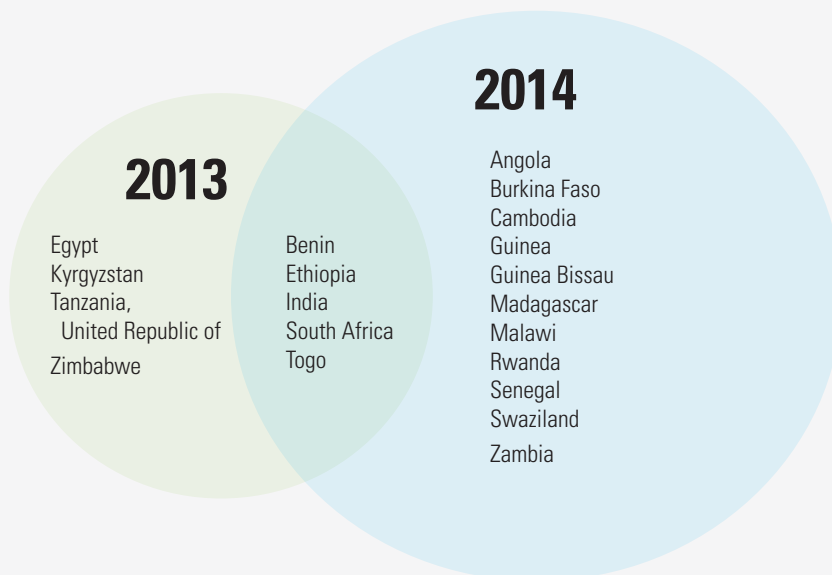 2013
Egypt
Kyrgyzstan
Tanzania,
United Republic of
Zimbabwe
Benin
Ethiopia
India
South Africa
Togo
2014
Angola
Burkina Faso
Cambodia
Guinea
Guinea Bissau
Madagascar
Malawi
Rwanda
Senegal
Swaziland
Zambia